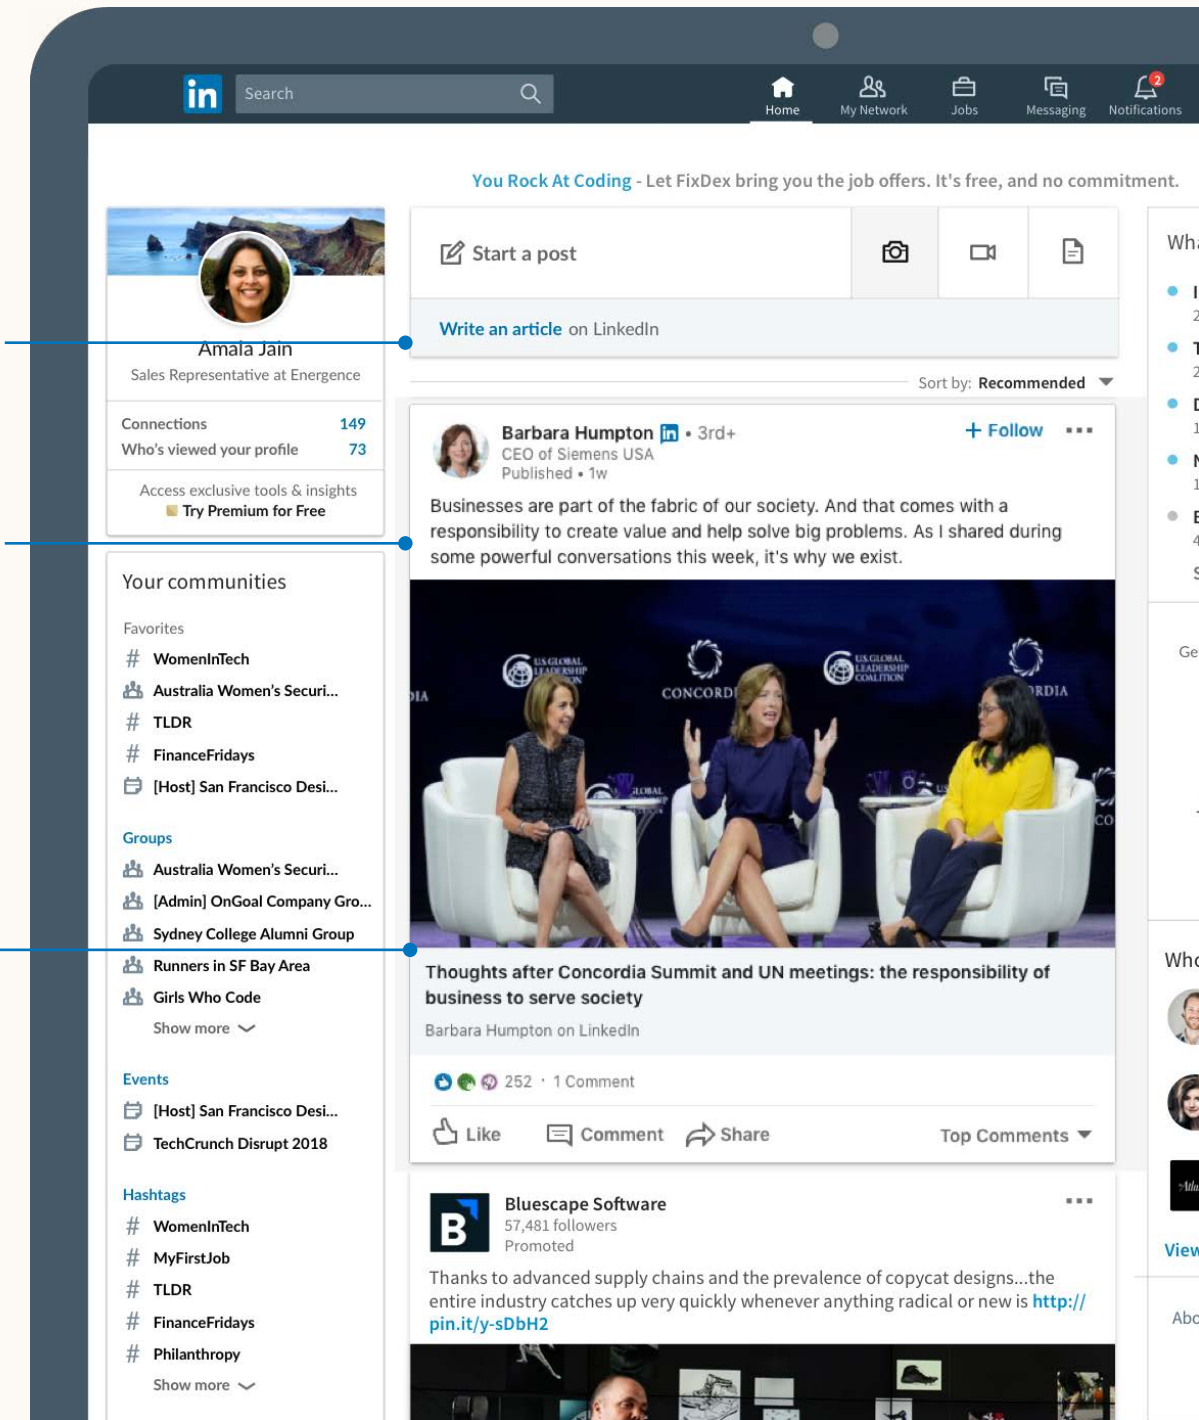 in
Search
Home
My Network
Jobs
Messaging
2
Notifications
You Rock At Coding - Let FixDex bring you the job offers. It's free, and no commitment.
Amala Jain
Sales Representative at Energence
Connections 149
Who's viewed your profile 73
Access exclusive tools & insights
Try Premium for Free
Your communities
Favorites
# WomenInTech
Australia Women's Securi...
# TLDR
# FinanceFridays
[Host] San Francisco Desi...
Groups
Australia Women's Securi...
[Admin] OnGoal Company Gro...
Sydney College Alumni Group
Runners in SF Bay Area
Girls Who Code
Show more
Events
[Host] San Francisco Desi...
TechCrunch Disrupt 2018
Hashtags
# WomenInTech
# MyFirstJob
# TLDR
# FinanceFridays
# Philanthropy
Show more
Start a post
Write an article on LinkedIn
Sort by: Recommended
Barbara Humpton in • 3rd+
+ Follow
CEO of Siemens USA
Published • 1w
Businesses are part of the fabric of our society. And that comes with a
responsibility to create value and help solve big problems. As I shared during
some powerful conversations this week, it's why we exist.
U.S. GLOBAL
LEADERSHIP
COALITION
CONCORD
U.S. GLOBAL
LEADERSHIP
COALITION
Thoughts after Concordia Summit and UN meetings: the responsibility of
business to serve society
Barbara Humpton on LinkedIn
252 · 1 Comment
Like
Comment
Share
Top Comments
B
Bluescape Software
57,481 followers
Promoted
Thanks to advanced supply chains and the prevalence of copycat designs...the
entire industry catches up very quickly whenever anything radical or new is http://
pin.it/y-sDbH2
View